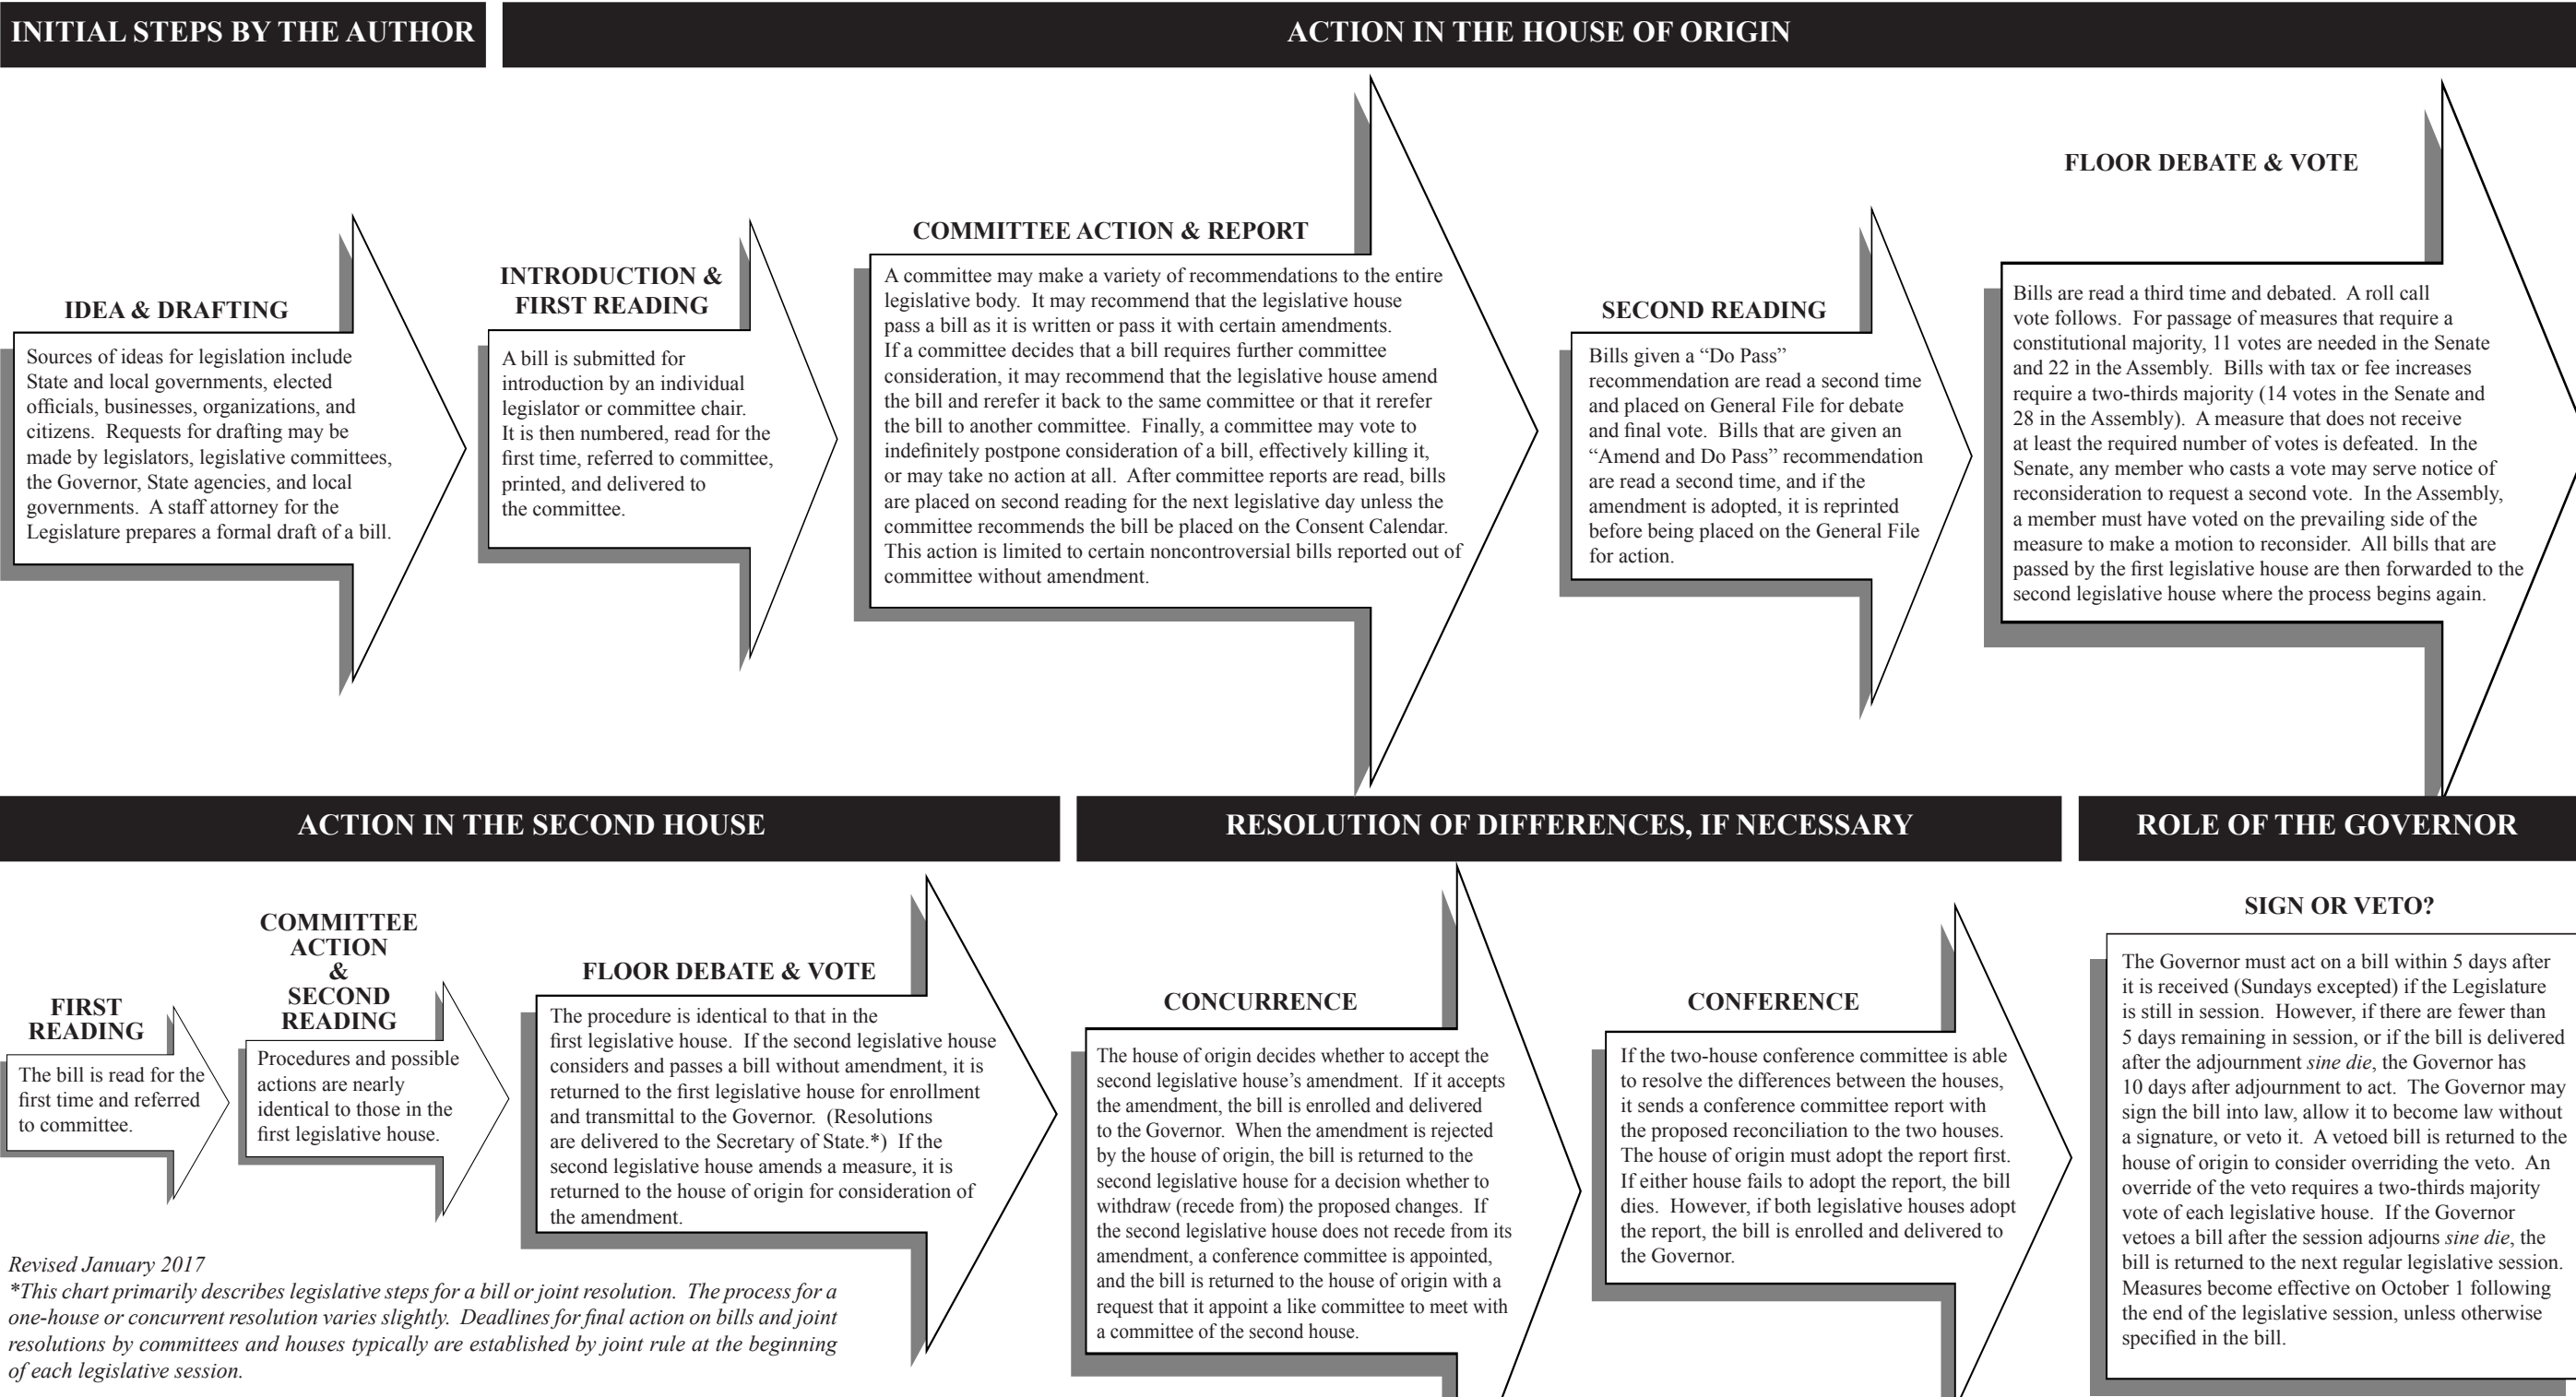 INITIAL STEPS BY THE AUTHOR
ACTION IN THE HOUSE OF ORIGIN
IDEA & DRAFTING
Sources of ideas for legislation include
State and local governments, elected
officials, businesses, organizations, and
citizens. Requests for drafting may be
made by legislators, legislative committees,
the Governor, State agencies, and local
governments. A staff attorney for the
Legislature prepares a formal draft of a bill.
INTRODUCTION &
FIRST READING
A bill is submitted for
introduction by an individual
legislator or committee chair.
It is then numbered, read for the
first time, referred to committee,
printed, and delivered to
the committee.
COMMITTEE ACTION & REPORT
A committee may make a variety of recommendations to the entire
legislative body. It may recommend that the legislative house
pass a bill as it is written or pass it with certain amendments.
If a committee decides that a bill requires further committee
consideration, it may recommend that the legislative house amend
the bill and rerefer it back to the same committee or that it rerefer
the bill to another committee. Finally, a committee may vote to
indefinitely postpone consideration of a bill, effectively killing it,
or may take no action at all. After committee reports are read, bills
are placed on second reading for the next legislative day unless the
committee recommends the bill be placed on the Consent Calendar.
This action is limited to certain noncontroversial bills reported out of
committee without amendment.
SECOND READING
Bills given a “Do Pass”
recommendation are read a second time
and placed on General File for debate
and final vote. Bills that are given an
“Amend and Do Pass” recommendation
are read a second time, and if the
amendment is adopted, it is reprinted
before being placed on the General File
for action.
FLOOR DEBATE & VOTE
Bills are read a third time and debated. A roll call
vote follows. For passage of measures that require a
constitutional majority, 11 votes are needed in the Senate
and 22 in the Assembly. Bills with tax or fee increases
require a two-thirds majority (14 votes in the Senate and
28 in the Assembly). A measure that does not receive
at least the required number of votes is defeated. In the
Senate, any member who casts a vote may serve notice of
reconsideration to request a second vote. In the Assembly,
a member must have voted on the prevailing side of the
measure to make a motion to reconsider. All bills that are
passed by the first legislative house are then forwarded to the
second legislative house where the process begins again.
ACTION IN THE SECOND HOUSE
RESOLUTION OF DIFFERENCES, IF NECESSARY
ROLE OF THE GOVERNOR
FIRST
READING
The bill is read for the
first time and referred
to committee.
COMMITTEE
ACTION
&
SECOND
READING
Procedures and possible
actions are nearly
identical to those in the
first legislative house.
FLOOR DEBATE & VOTE
The procedure is identical to that in the
first legislative house. If the second legislative house
considers and passes a bill without amendment, it is
returned to the first legislative house for enrollment
and transmittal to the Governor. (Resolutions
are delivered to the Secretary of State.*) If the
second legislative house amends a measure, it is
returned to the house of origin for consideration of
the amendment.
CONCURRENCE
The house of origin decides whether to accept the
second legislative house’s amendment. If it accepts
the amendment, the bill is enrolled and delivered
to the Governor. When the amendment is rejected
by the house of origin, the bill is returned to the
second legislative house for a decision whether to
withdraw (recede from) the proposed changes. If
the second legislative house does not recede from its
amendment, a conference committee is appointed,
and the bill is returned to the house of origin with a
request that it appoint a like committee to meet with
a committee of the second house.
CONFERENCE
If the two-house conference committee is able
to resolve the differences between the houses,
it sends a conference committee report with
the proposed reconciliation to the two houses.
The house of origin must adopt the report first.
If either house fails to adopt the report, the bill
dies. However, if both legislative houses adopt
the report, the bill is enrolled and delivered to
the Governor.
SIGN OR VETO?
The Governor must act on a bill within 5 days after
it is received (Sundays excepted) if the Legislature
is still in session. However, if there are fewer than
5 days remaining in session, or if the bill is delivered
after the adjournment sine die, the Governor has
10 days after adjournment to act. The Governor may
sign the bill into law, allow it to become law without
a signature, or veto it. A vetoed bill is returned to the
house of origin to consider overriding the veto. An
override of the veto requires a two-thirds majority
vote of each legislative house. If the Governor
vetoes a bill after the session adjourns sine die, the
bill is returned to the next regular legislative session.
Measures become effective on October 1 following
the end of the legislative session, unless otherwise
specified in the bill.
Revised January 2017
*This chart primarily describes legislative steps for a bill or joint resolution. The process for a
one-house or concurrent resolution varies slightly. Deadlines for final action on bills and joint
resolutions by committees and houses typically are established by joint rule at the beginning
of each legislative session.